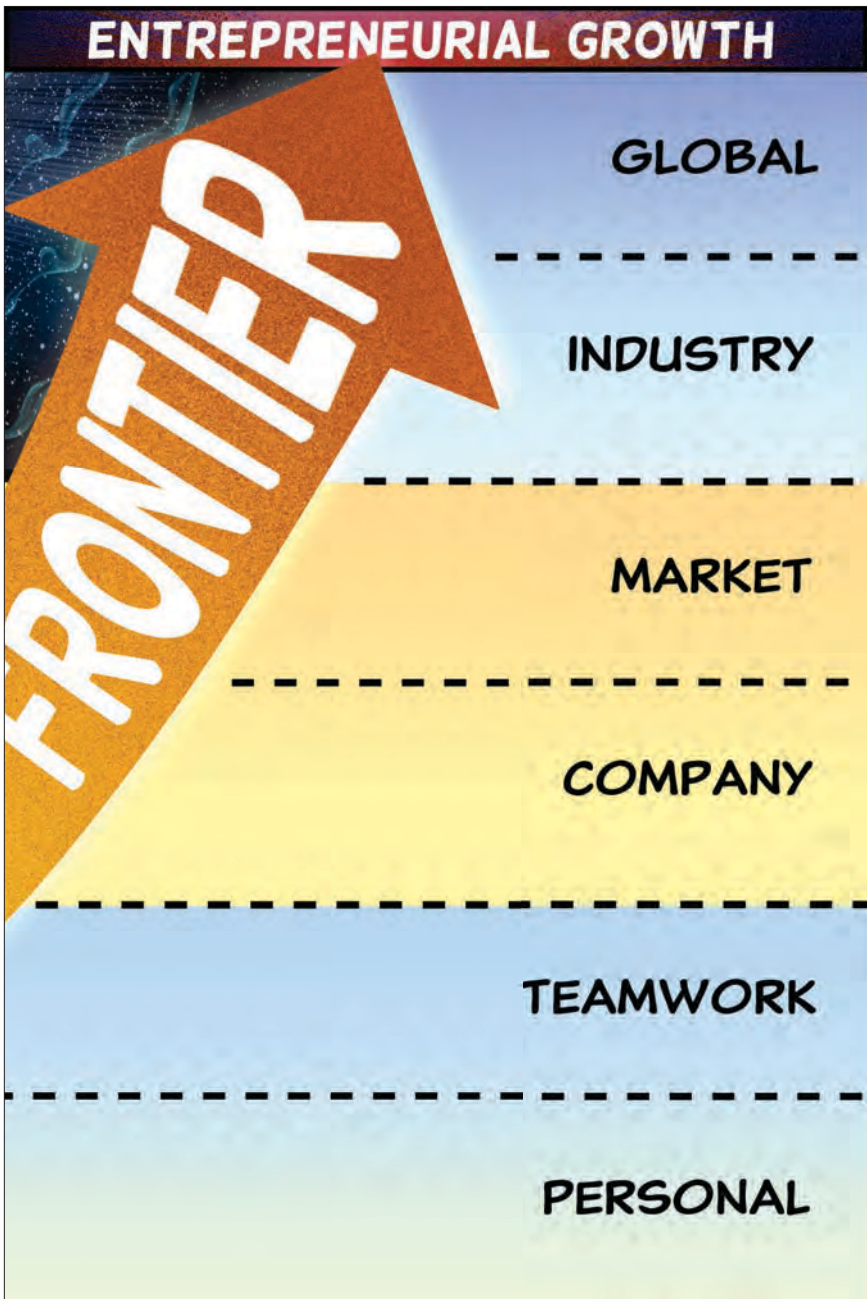 ENTREPRENEURIAL GROWTH
GLOBAL
FRONTIER
INDUSTRY
MARKET
COMPANY
TEAMWORK
PERSONAL